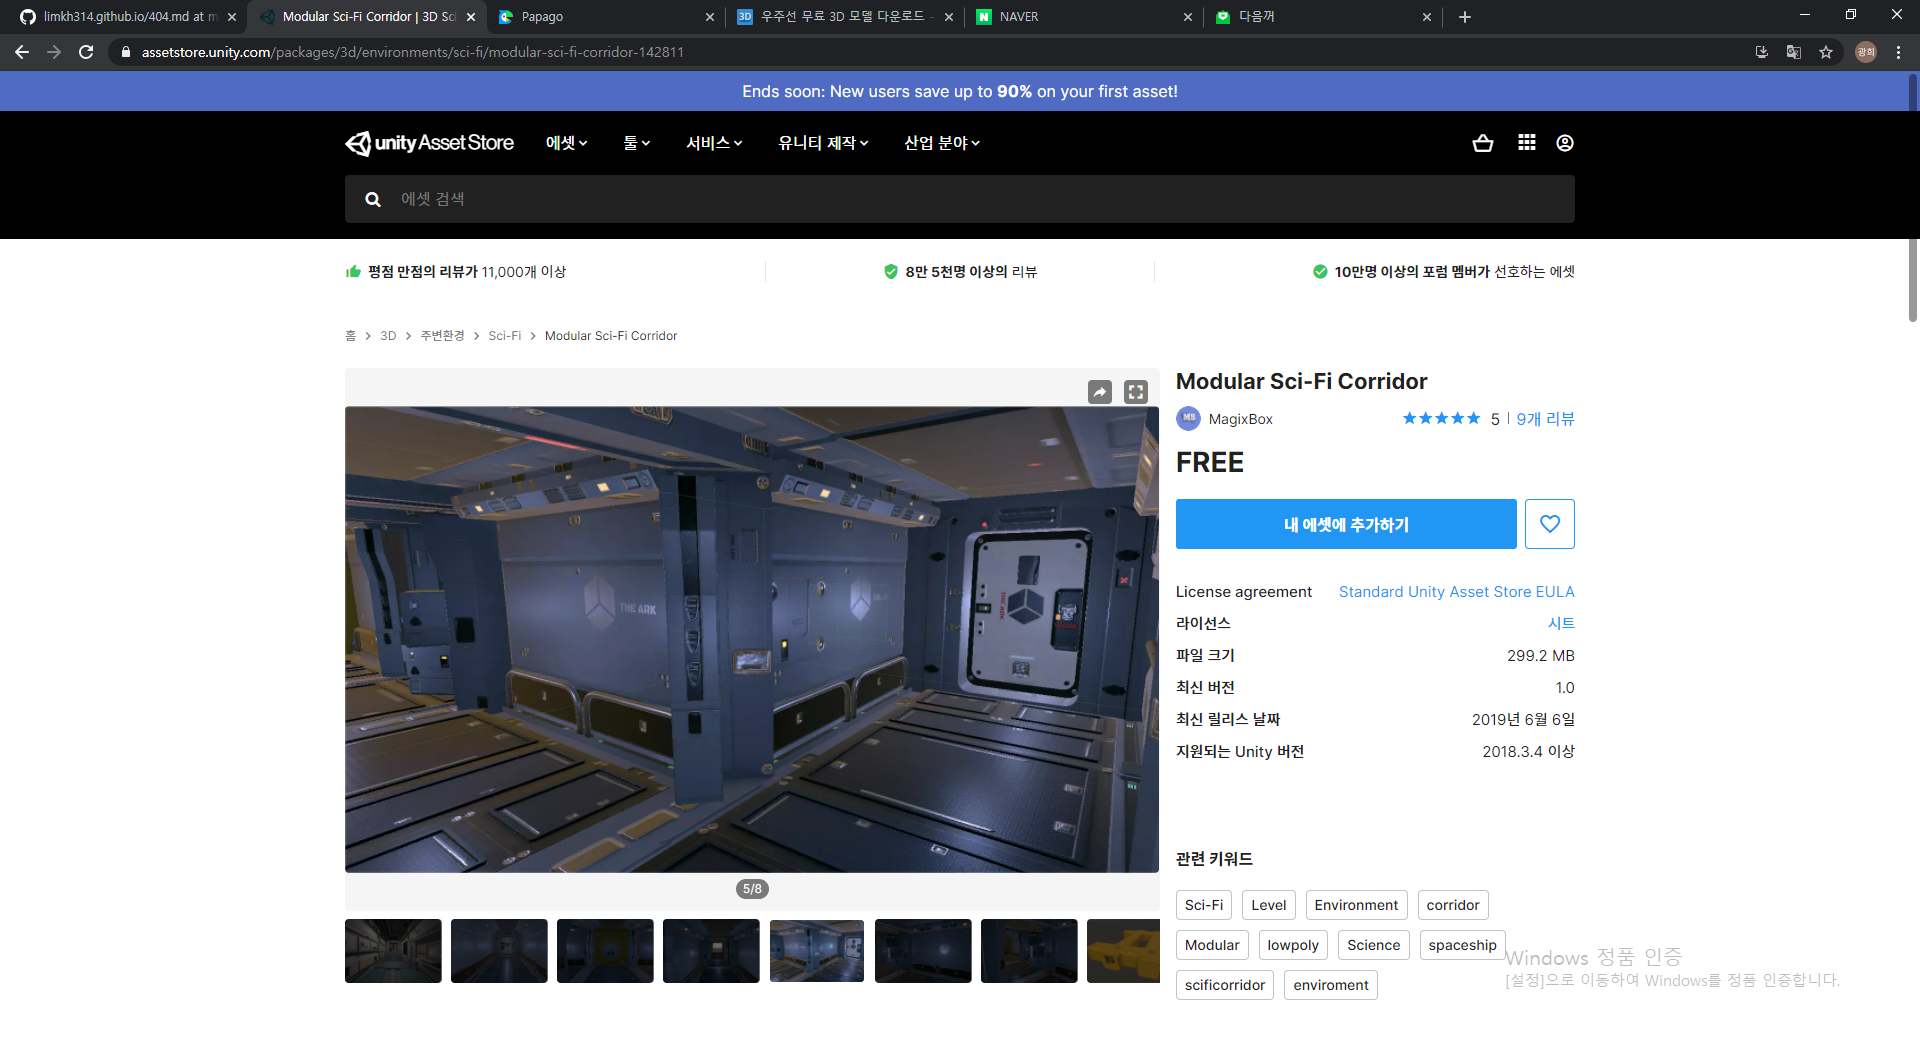 limkh314.github.io/404.md at m
Modular Sci-Fi Corridor | 3D Sci
Papago
3D 우주선 무료 3D 모델 다운로드 -
N NAVER
다음꺼
assetstore.unity.com/packages/3d/environments/sci-fi/modular-sci-fi-corridor-142811
광희
Ends soon: New users save up to 90% on your first asset!
unity Asset Store
에셋
툴
서비스
유니티 제작
산업 분야
에셋 검색
평점 만점의 리뷰가 11,000개 이상
8만 5천명 이상의 리뷰
10만명 이상의 포럼 멤버가 선호하는 에셋
홈 > 3D > 주변환경 > Sci-Fi > Modular Sci-Fi Corridor
THE ARK
THE ARK
5/8
Modular Sci-Fi Corridor
MB MagixBox
5 | 9개 리뷰
FREE
내 에셋에 추가하기
License agreement Standard Unity Asset Store EULA
라이선스 시트
파일 크기 299.2 MB
최신 버전 1.0
최신 릴리스 날짜 2019년 6월 6일
지원되는 Unity 버전 2018.3.4 이상
관련 키워드
Sci-Fi Level Environment corridor
Modular lowpoly Science spaceship
scificorridor enviroment
Windows 정품 인증
[설정]으로 이동하여 Windows를 정품 인증합니다.